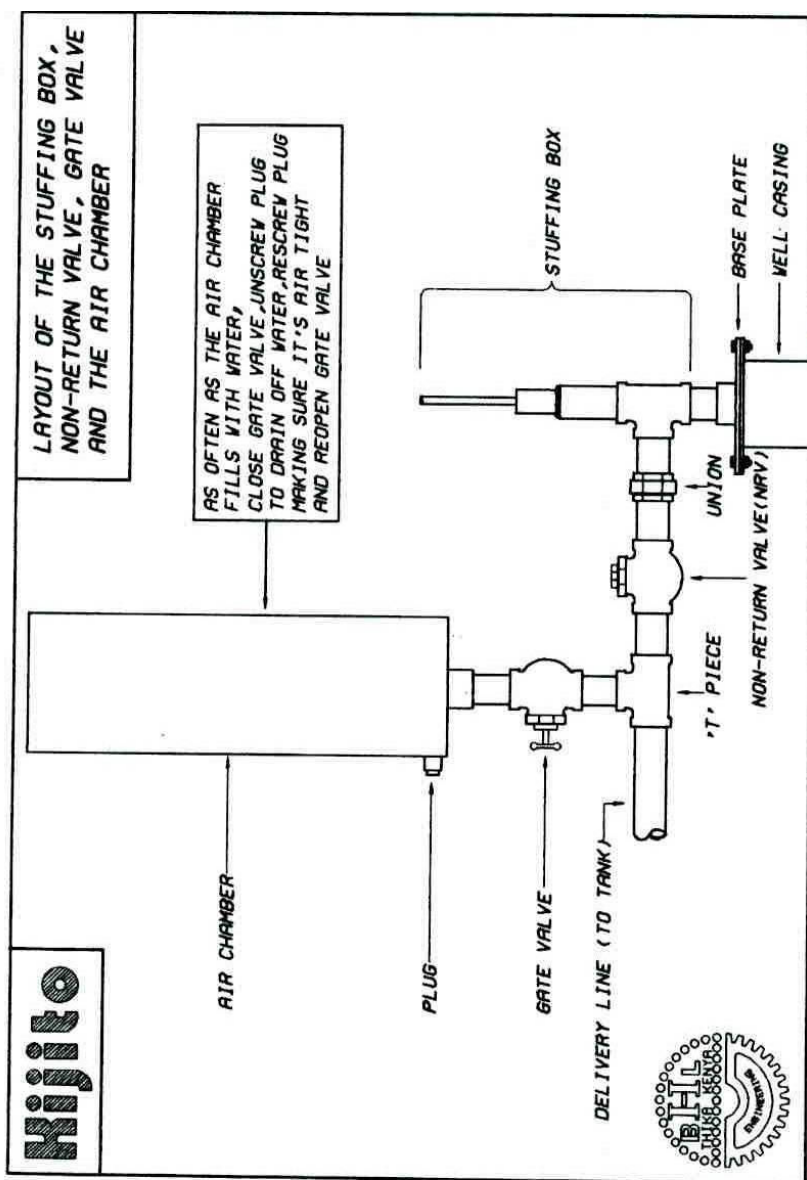 Kijito
LAYOUT OF THE STUFFING BOX,
NON-RETURN VALVE, GATE VALVE
AND THE AIR CHAMBER
AS OFTEN AS THE AIR CHAMBER
FILLS WITH WATER,
CLOSE GATE VALVE,UNSCREW PLUG
TO DRAIN OFF WATER,RESCREW PLUG
MAKING SURE IT'S AIR TIGHT
AND REOPEN GATE VALVE
AIR CHAMBER
PLUG
GATE VALVE
DELIVERY LINE (TO TANK)
'T' PIECE
NON-RETURN VALVE(NRV)
UNION
STUFFING BOX
BASE PLATE
WELL CASING
BHEL
THIKA KENYA
ENGINEERING